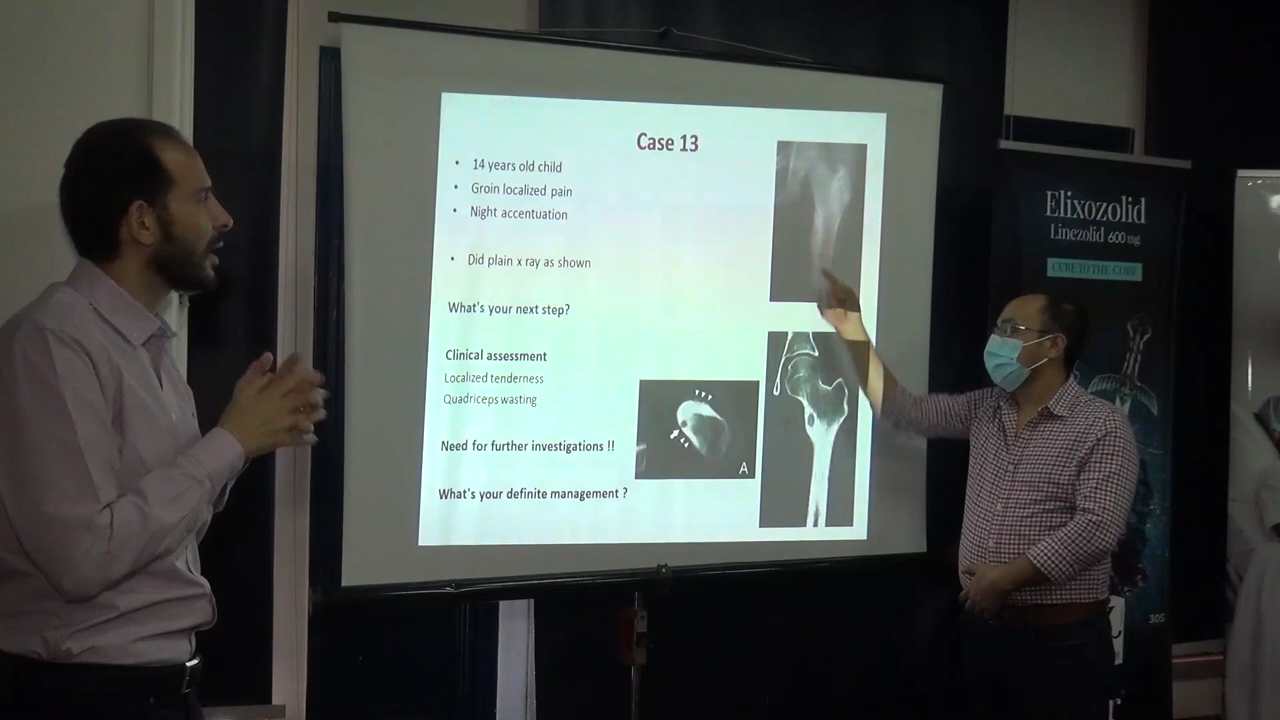 Case 13
• 14 years old child
• Groin localized pain
• Night accentuation
• Did plain x ray as shown
What's your next step?
Clinical assessment
Localized tenderness
Quadriceps wasting
Need for further investigations !!
What's your definite management ?
A
Elixozolid
Linezolid 600 mg
CURE TO THE CORE